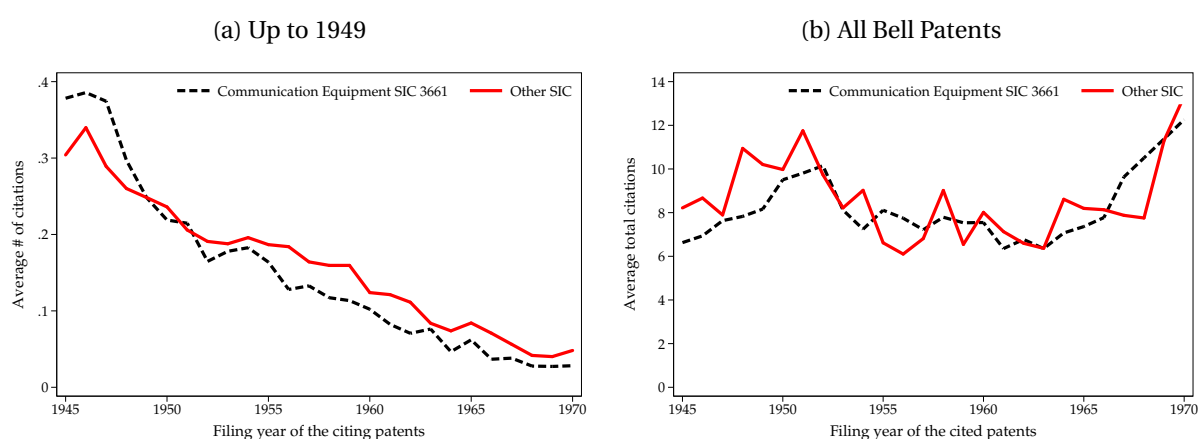 (a) Up to 1949
Average # of citations
.4
.3
.2
.1
0
Communication Equipment SIC 3661
Other SIC
1945
1950
1955
1960
1965
1970
Filing year of the citing patents
(b) All Bell Patents
Average total citations
14
12
10
8
6
4
2
0
Communication Equipment SIC 3661
Other SIC
1945
1950
1955
1960
1965
1970
Filing year of the cited patents